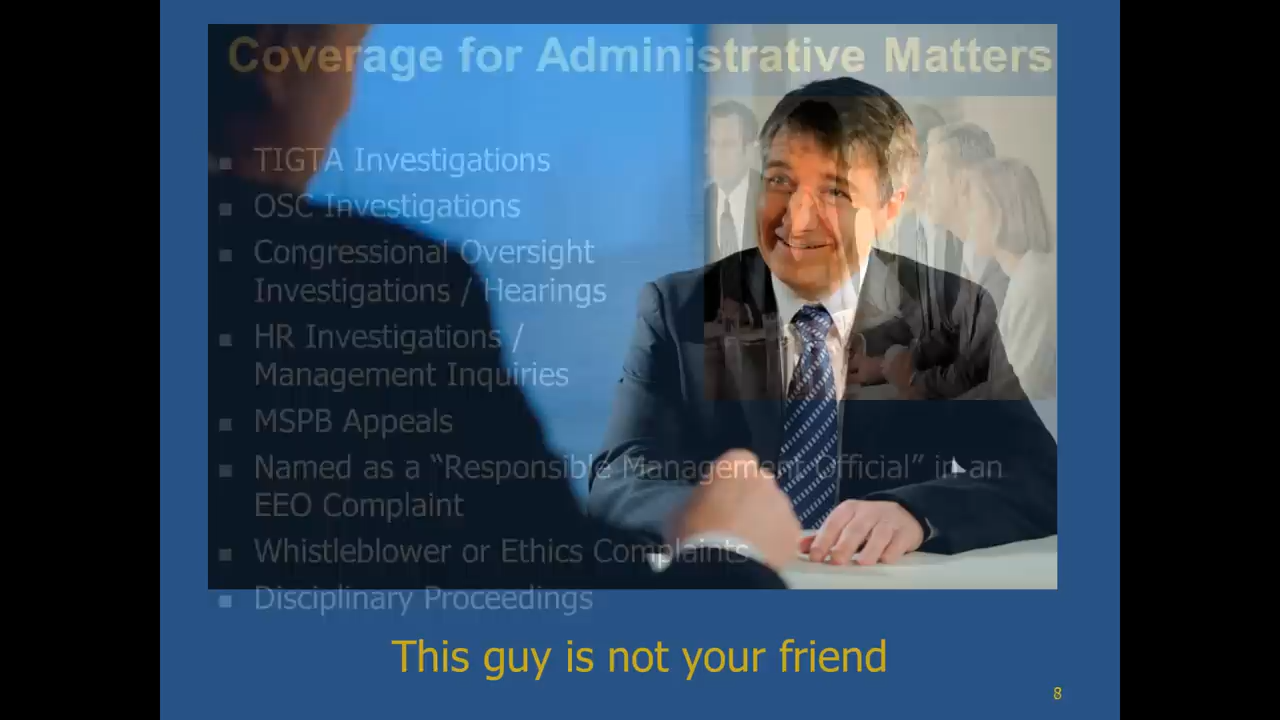 Coverage for Administrative Matters
TIGTA Investigations
OSC Investigations
Congressional Oversight
Investigations / Hearings
HR Investigations /
Management Inquiries
MSPB Appeals
Named as a “Responsible Management Official” in an
EEO Complaint
Whistleblower or Ethics Complaints
Disciplinary Proceedings
This guy is not your friend
8